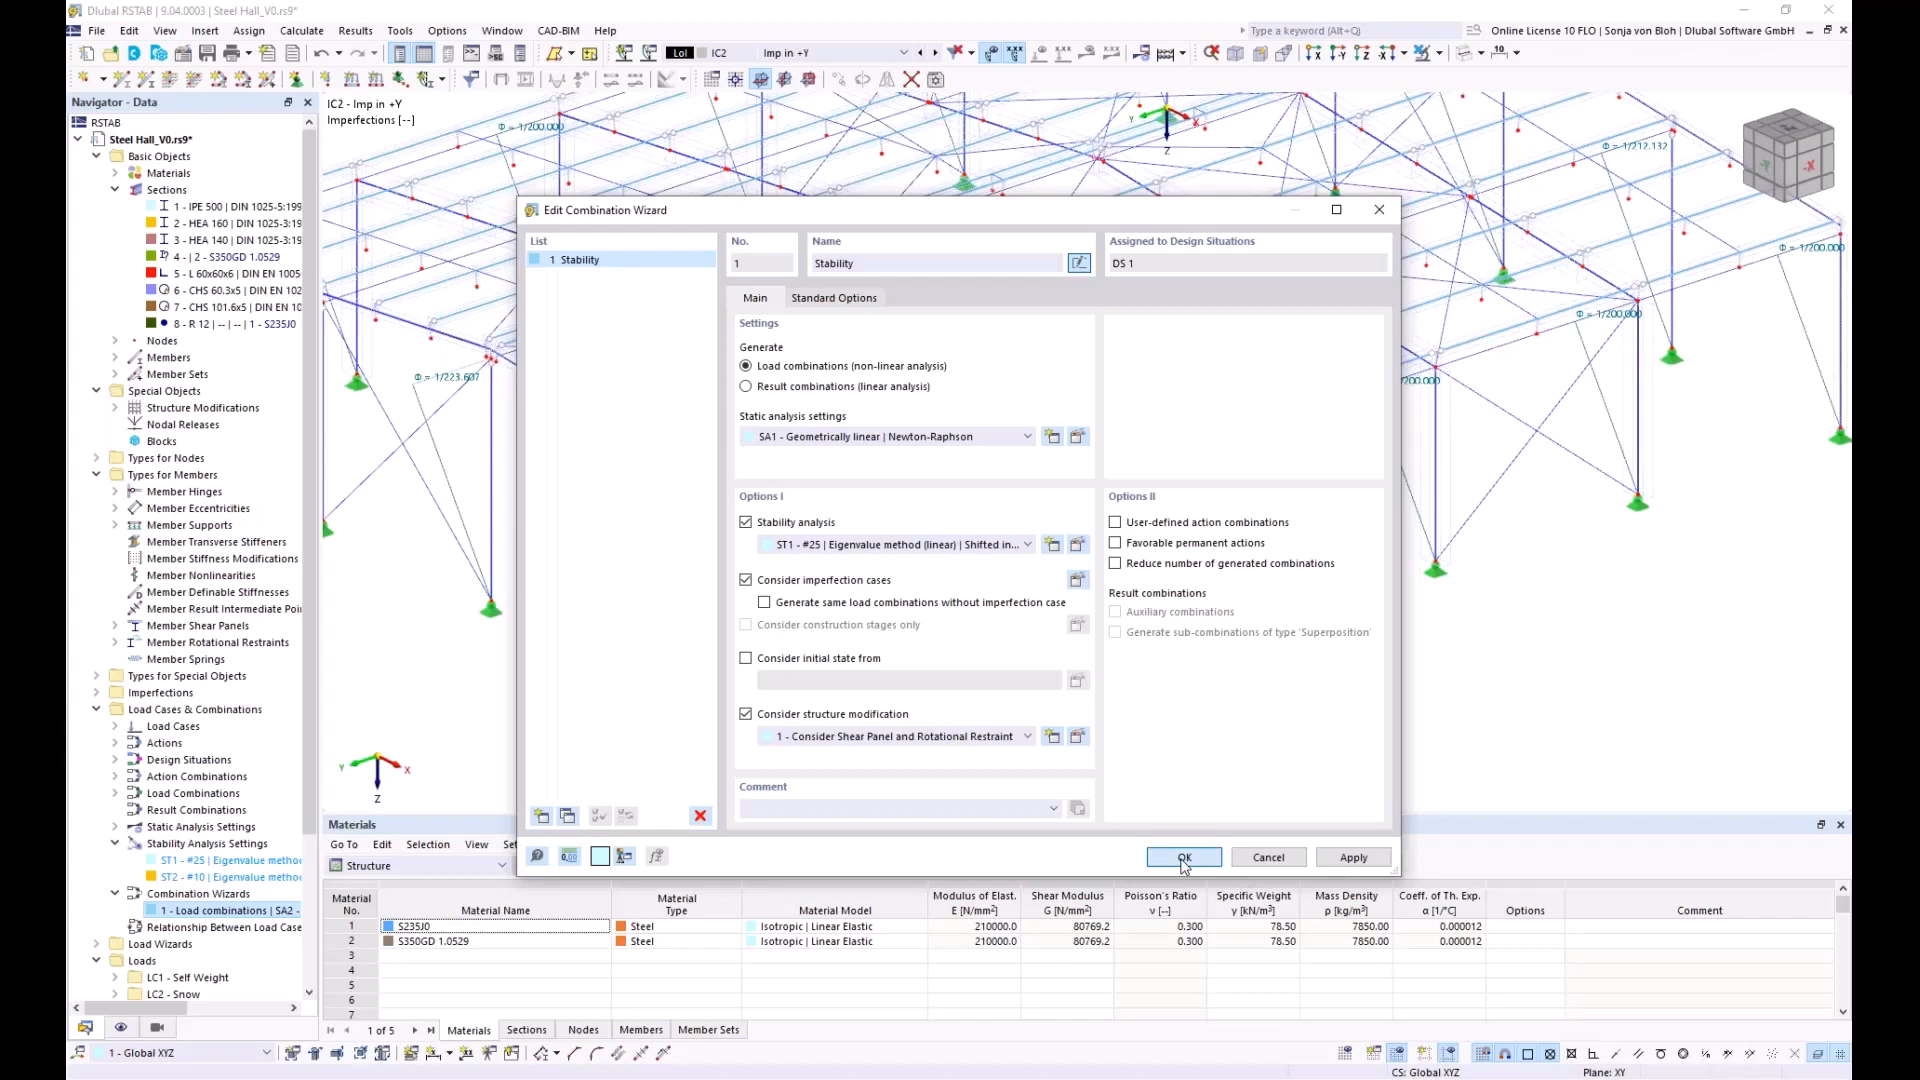 Dlubal RSTAB | 9.04.0003 | Steel Hall_V0.rs9*
File Edit View Insert Assign Calculate Results Tools Options Window CAD-BIM Help
Type a keyword (Alt+Q)
Online License 10 FLO | Sonja von Bloh | Dlubal Software GmbH
LoI IC2 Imp in +Y
Navigator - Data
RSTAB
Steel Hall_V0.rs9*
Basic Objects
Materials
Sections
1 - IPE 500 | DIN 1025-5:199
2 - HEA 160 | DIN 1025-3:19
3 - HEA 140 | DIN 1025-3:19
4 - | 2 - S350GD 1.0529
5 - L 60x60x6 | DIN EN 1005
6 - CHS 60.3x5 | DIN EN 102
7 - CHS 101.6x5 | DIN EN 10
8 - R 12 | -- | -- | 1 - S235J0
Nodes
Members
Member Sets
Special Objects
Structure Modifications
Nodal Releases
Blocks
Types for Nodes
Types for Members
Member Hinges
Member Eccentricities
Member Supports
Member Transverse Stiffeners
Member Stiffness Modifications
Member Nonlinearities
Member Definable Stiffnesses
Member Result Intermediate Poi
Member Shear Panels
Member Rotational Restraints
Member Springs
Types for Special Objects
Imperfections
Load Cases & Combinations
Load Cases
Actions
Design Situations
Action Combinations
Load Combinations
Result Combinations
Static Analysis Settings
Stability Analysis Settings
ST1 - #25 | Eigenvalue metho
ST2 - #10 | Eigenvalue metho
Combination Wizards
1 - Load combinations | SA2 -
Relationship Between Load Case
Load Wizards
Loads
LC1 - Self Weight
LC2 - Snow
IC2 - Imp in +Y
Imperfections [--]
Φ = 1/200.000
Φ = 1/212.132
Φ = 1/200.000
Φ = 1/200.000
Φ = 1/223.607
/200.000
Y X Z
Y X Z
-Y -X
Edit Combination Wizard
List
1 Stability
No.
1
Name
Stability
Assigned to Design Situations
DS 1
Main Standard Options
Settings
Generate
Load combinations (non-linear analysis)
Result combinations (linear analysis)
Static analysis settings
SA1 - Geometrically linear | Newton-Raphson
Options I
Stability analysis
ST1 - #25 | Eigenvalue method (linear) | Shifted in...
Consider imperfection cases
Generate same load combinations without imperfection case
Consider construction stages only
Consider initial state from
Consider structure modification
1 - Consider Shear Panel and Rotational Restraint
Comment
Options II
User-defined action combinations
Favorable permanent actions
Reduce number of generated combinations
Result combinations
Auxiliary combinations
Generate sub-combinations of type 'Superposition'
OK Cancel Apply
Materials
Go To Edit Selection View Set
Structure
Material No. Material Name Material Type Material Model Modulus of Elast. E [N/mm²] Shear Modulus G [N/mm²] Poisson's Ratio ν [--] Specific Weight γ [kN/m³] Mass Density ρ [kg/m³] Coeff. of Th. Exp. α [1/°C] Options Comment
1 S235J0 Steel Isotropic | Linear Elastic 210000.0 80769.2 0.300 78.50 7850.00 0.000012
2 S350GD 1.0529 Steel Isotropic | Linear Elastic 210000.0 80769.2 0.300 78.50 7850.00 0.000012
3
4
5
6
7
1 of 5 Materials Sections Nodes Members Member Sets
1 - Global XYZ
CS: Global XYZ Plane: XY